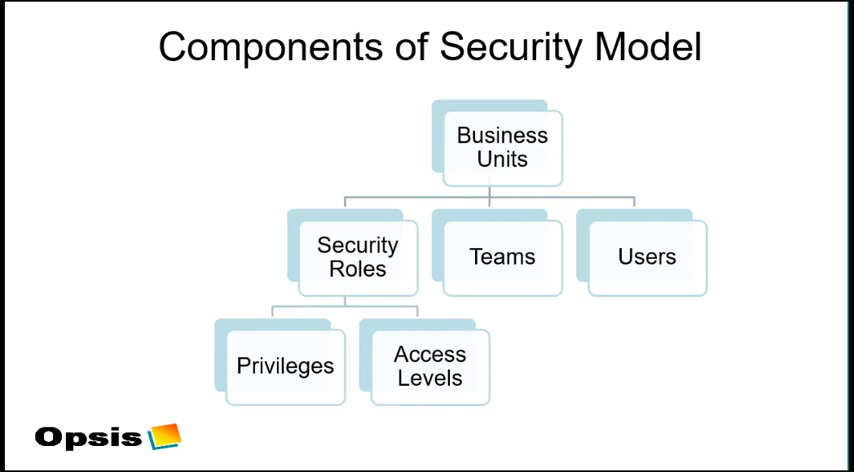 Components of Security Model
Business
Units
Security
Roles
Teams
Users
Privileges
Access
Levels
Opsis